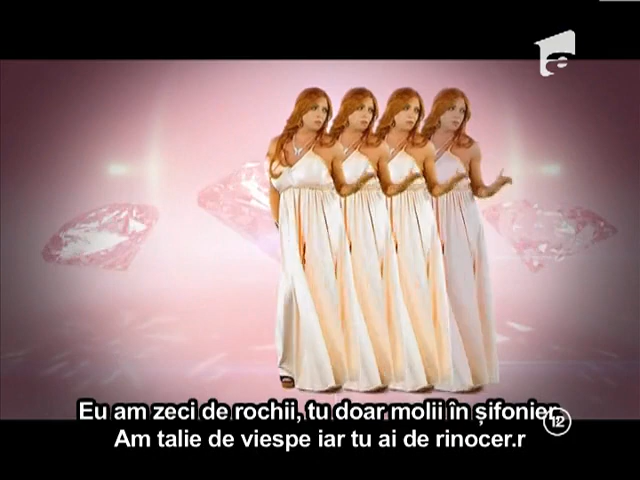 Eu am zeci de rochii, tu doar molii în șifonier
Am talie de viespe iar tu ai de rinocer.r
12